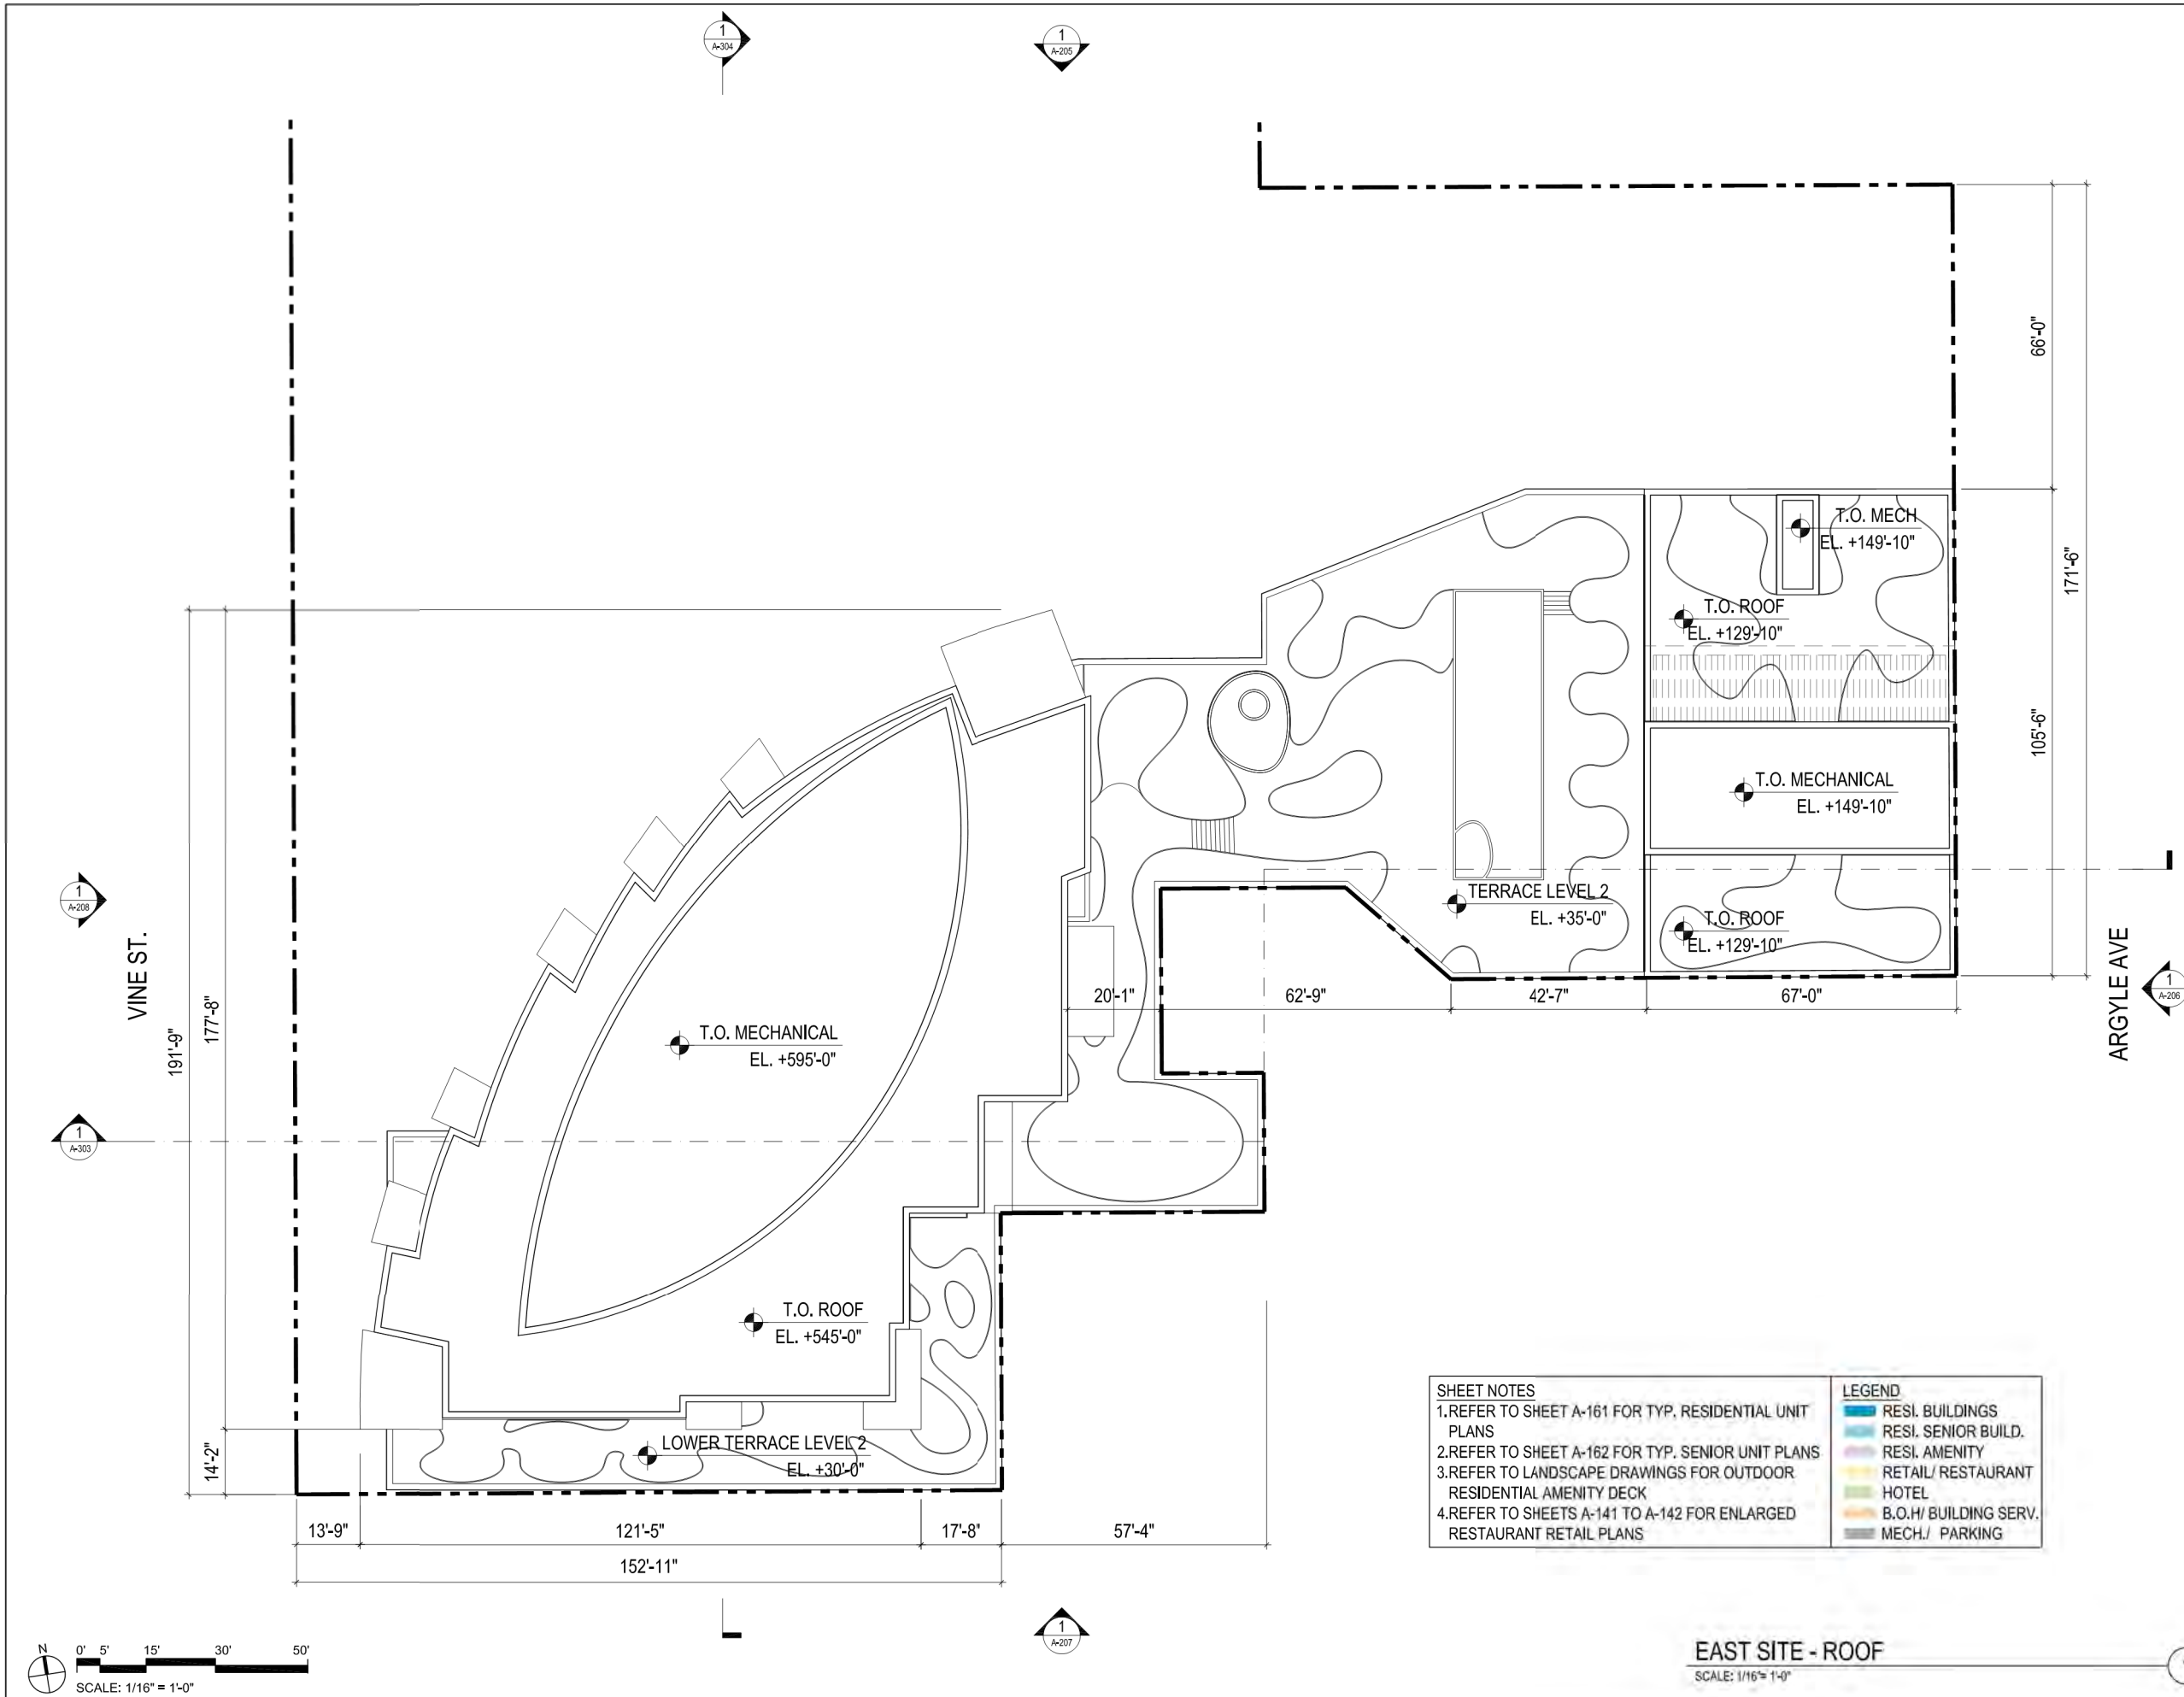 1
A-304
1
A-205
66'-0"
171'-6"
105'-6"
T.O. MECH
EL. +149'-10"
T.O. ROOF
EL. +129'-10"
T.O. MECHANICAL
EL. +149'-10"
TERRACE LEVEL 2
EL. +35'-0"
T.O. ROOF
EL. +129'-10"
1
A-208
VINE ST.
191'-9"
177'-8"
14'-2"
20'-1"
62'-9"
42'-7"
67'-0"
ARGYLE AVE
1
A-206
T.O. MECHANICAL
EL. +595'-0"
1
A-303
T.O. ROOF
EL. +545'-0"
LOWER TERRACE LEVEL 2
EL. +30'-0"
13'-9"
121'-5"
17'-8"
57'-4"
152'-11"
SHEET NOTES
1.REFER TO SHEET A-161 FOR TYP. RESIDENTIAL UNIT
PLANS
2.REFER TO SHEET A-162 FOR TYP. SENIOR UNIT PLANS
3.REFER TO LANDSCAPE DRAWINGS FOR OUTDOOR
RESIDENTIAL AMENITY DECK
4.REFER TO SHEETS A-141 TO A-142 FOR ENLARGED
RESTAURANT RETAIL PLANS
LEGEND
RESI. BUILDINGS
RESI. SENIOR BUILD.
RESI. AMENITY
RETAIL/ RESTAURANT
HOTEL
B.O.H/ BUILDING SERV.
MECH./ PARKING
1
A-207
N
0' 5' 15' 30' 50'
SCALE: 1/16" = 1'-0"
EAST SITE - ROOF
SCALE: 1/16"= 1'-0"